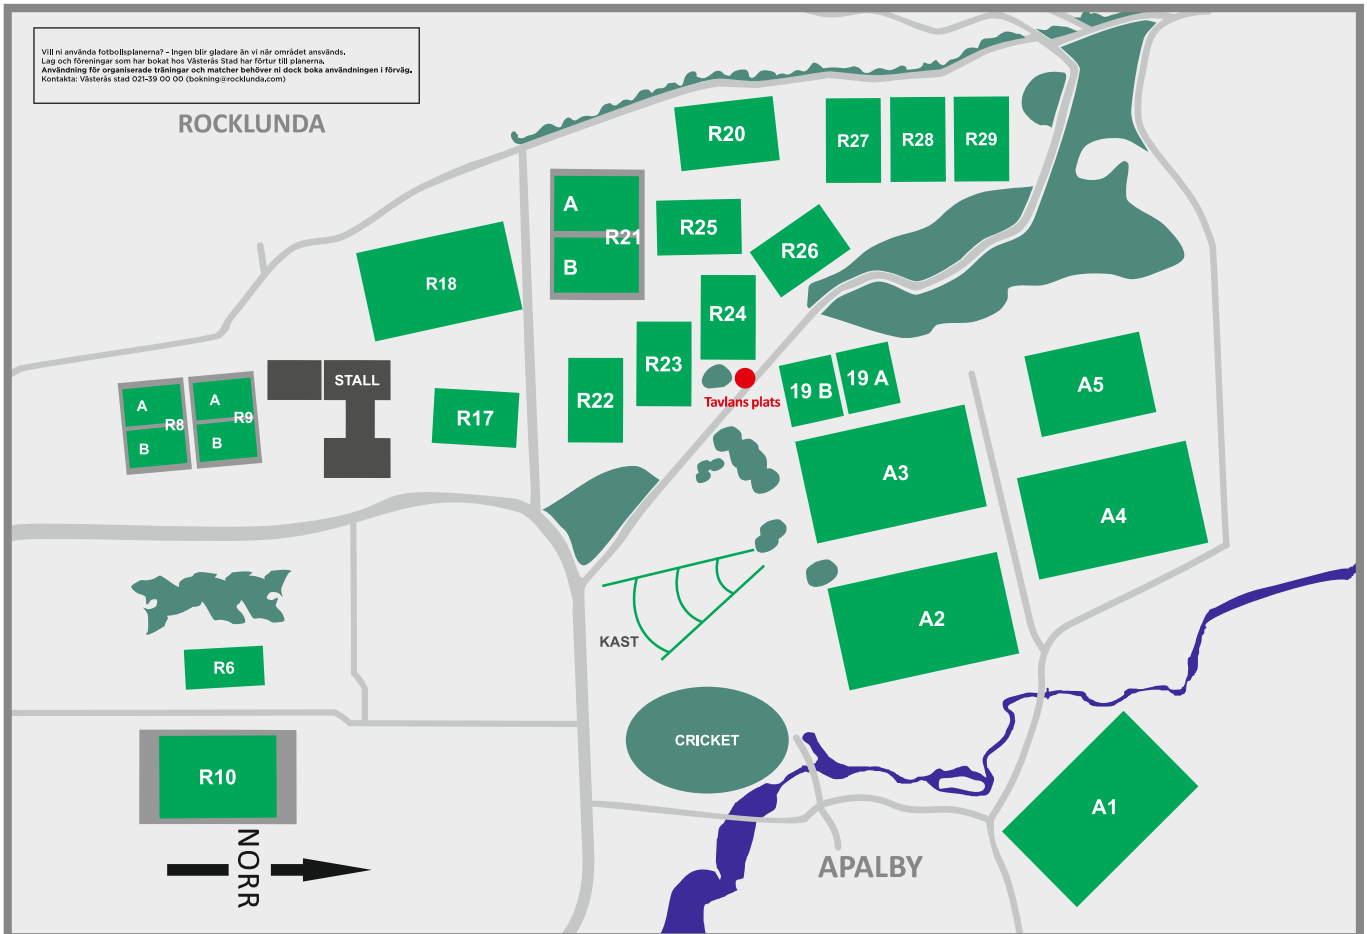 Vill ni använda fotbollsplanerna? – Ingen blir gladare än vi när området ansvänds.
Lag och föreningar som har bokat hos Västerås Stad har förtur till planerna.
Användning för organiserade träningar och matcher behöver ni dock boka användningen i förväg.
Kontakta: Västerås stad 021–39 00 00 (bokning@rocklunda.com)
ROCKLUNDA
R20
R27
R28
R29
A
R21
B
R25
R26
R18
R24
R23
R22
STALL
R17
A
R8
B
A
R9
B
Tavlans plats
19 B
19 A
A5
A3
A4
A2
KAST
R6
CRICKET
R10
A1
NORR
APALBY